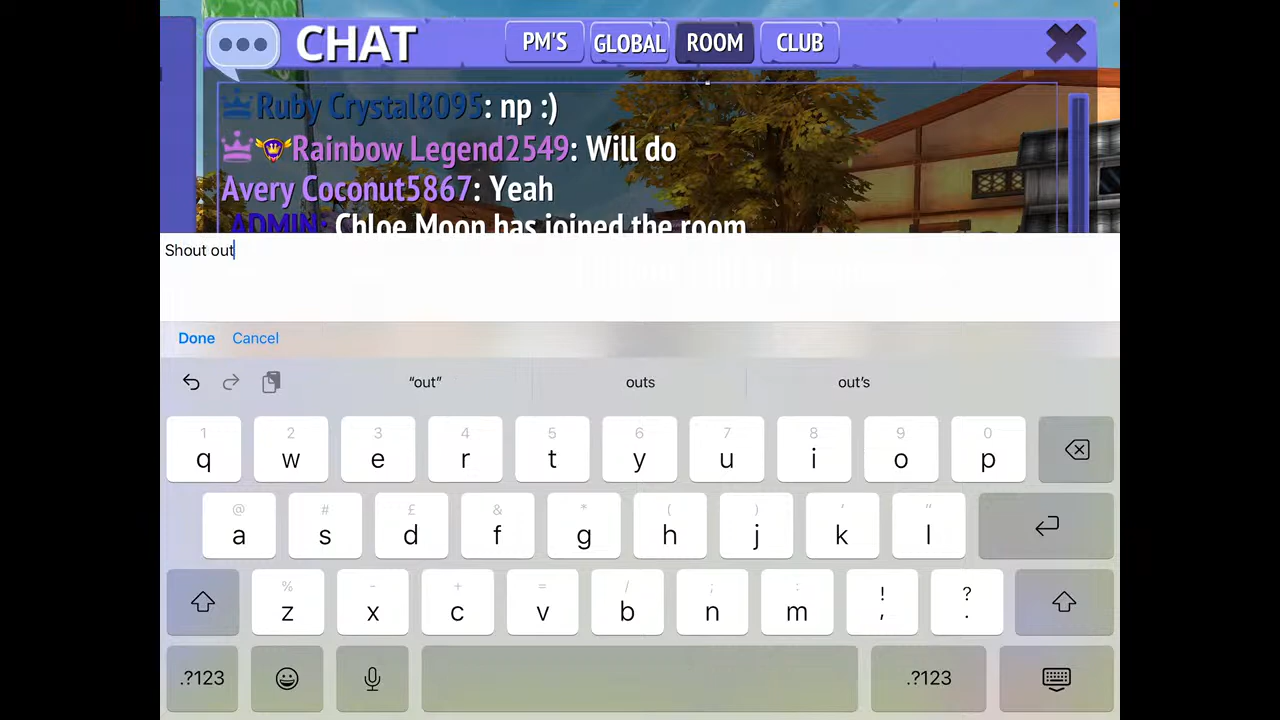 CHAT
PM'S GLOBAL ROOM CLUB
Ruby Crystal8095: np :)
Rainbow Legend2549: Will do
Avery Coconut5867: Yeah
ADMIN: Chloe Moon has joined the room
Shout out
Done Cancel
“out” outs out’s
1 2 3 4 5 6 7 8 9 0
q w e r t y u i o p
@ # £ & * ( ) ' "
a s d f g h j k l
% - + = / ; : ! ?
z x c v b n m , .
.?123 .?123